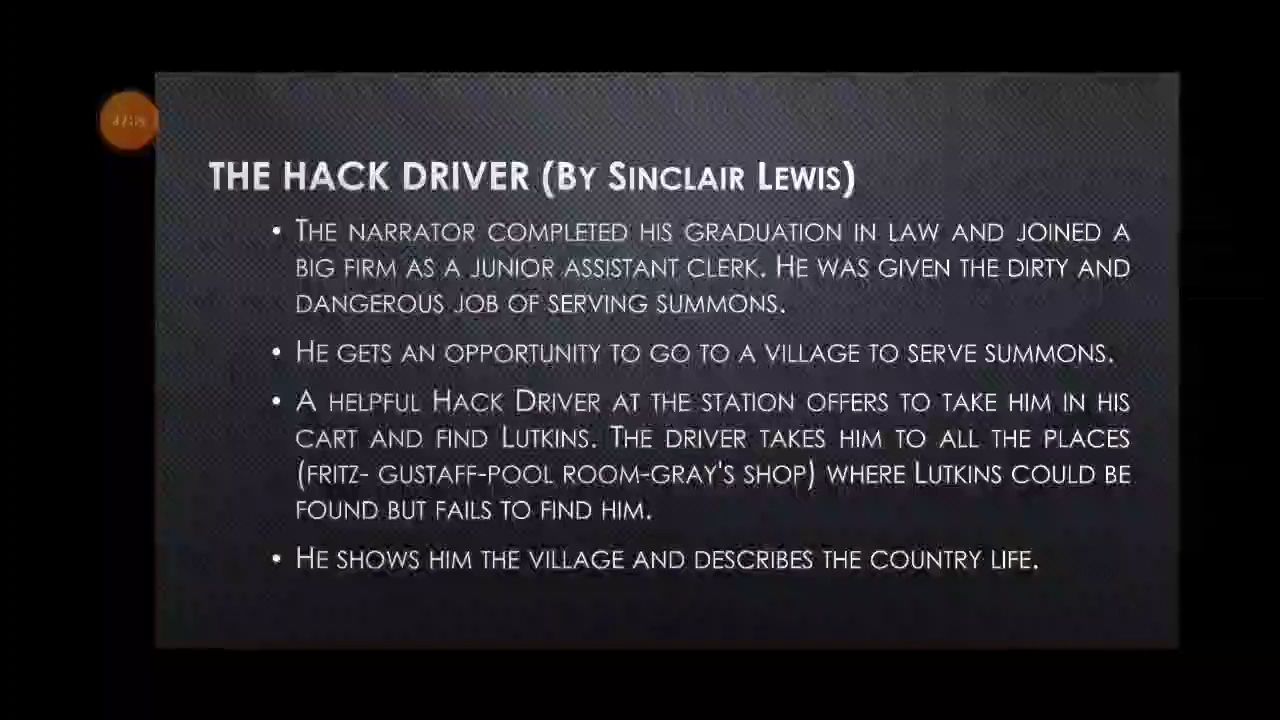 THE HACK DRIVER (BY SINCLAIR LEWIS)
• THE NARRATOR COMPLETED HIS GRADUATION IN LAW AND JOINED A
BIG FIRM AS A JUNIOR ASSISTANT CLERK. HE WAS GIVEN THE DIRTY AND
DANGEROUS JOB OF SERVING SUMMONS.
• HE GETS AN OPPORTUNITY TO GO TO A VILLAGE TO SERVE SUMMONS.
• A HELPFUL HACK DRIVER AT THE STATION OFFERS TO TAKE HIM IN HIS
CART AND FIND LUTKINS. THE DRIVER TAKES HIM TO ALL THE PLACES
(FRITZ- GUSTAFF-POOL ROOM-GRAY'S SHOP) WHERE LUTKINS COULD BE
FOUND BUT FAILS TO FIND HIM.
• HE SHOWS HIM THE VILLAGE AND DESCRIBES THE COUNTRY LIFE.